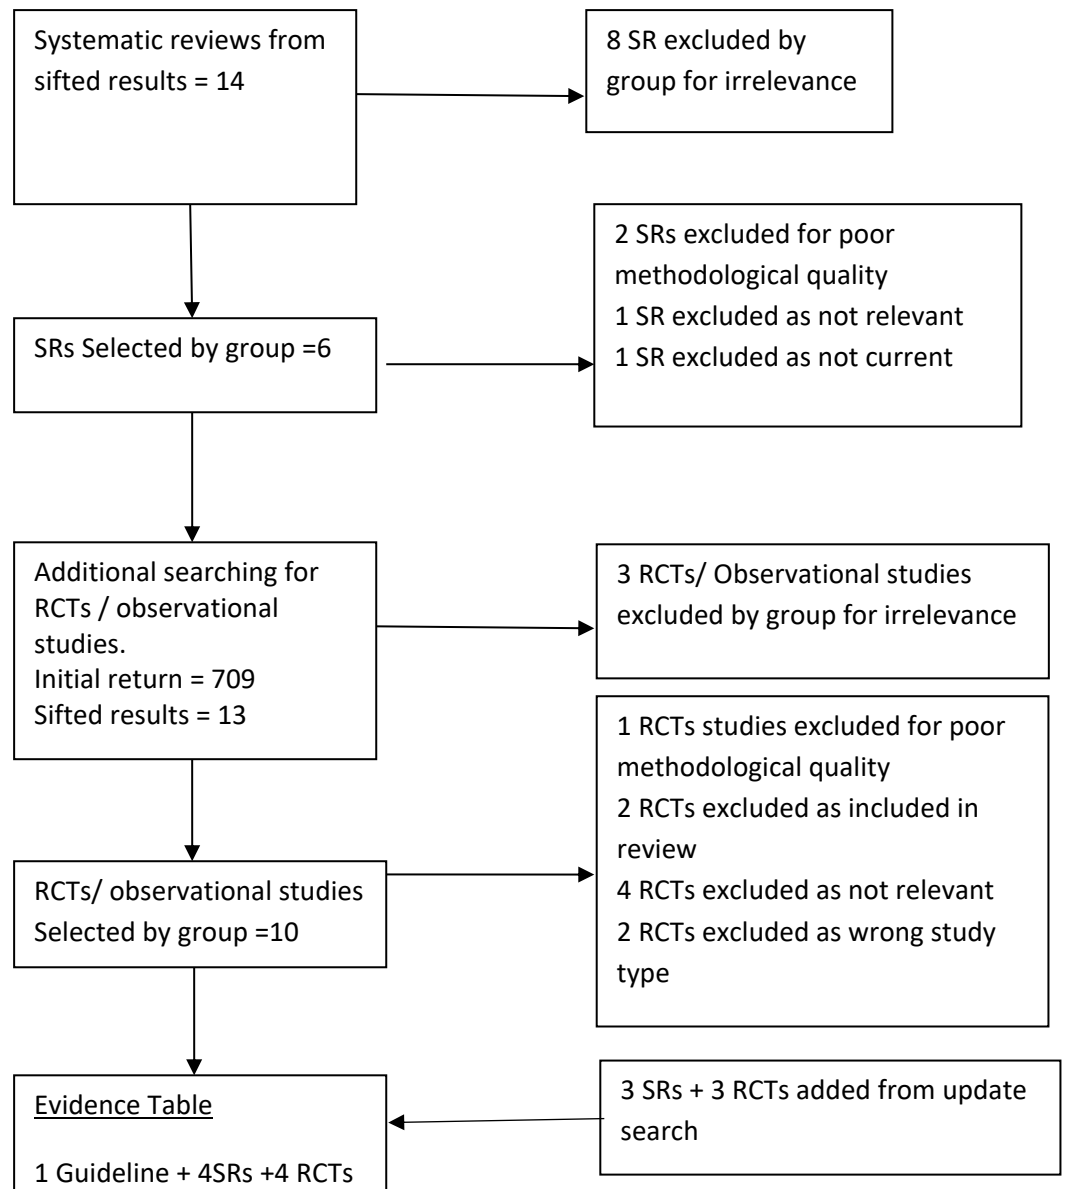 Systematic reviews from
sifted results = 14
8 SR excluded by
group for irrelevance
SRs Selected by group =6
2 SRs excluded for poor
methodological quality
1 SR excluded as not relevant
1 SR excluded as not current
Additional searching for
RCTs / observational
studies.
Initial return = 709
Sifted results = 13
3 RCTs/ Observational studies
excluded by group for irrelevance
RCTs/ observational studies
Selected by group =10
1 RCTs studies excluded for poor
methodological quality
2 RCTs excluded as included in
review
4 RCTs excluded as not relevant
2 RCTs excluded as wrong study
type
Evidence Table
1 Guideline + 4SRs +4 RCTs
3 SRs + 3 RCTs added from update
search